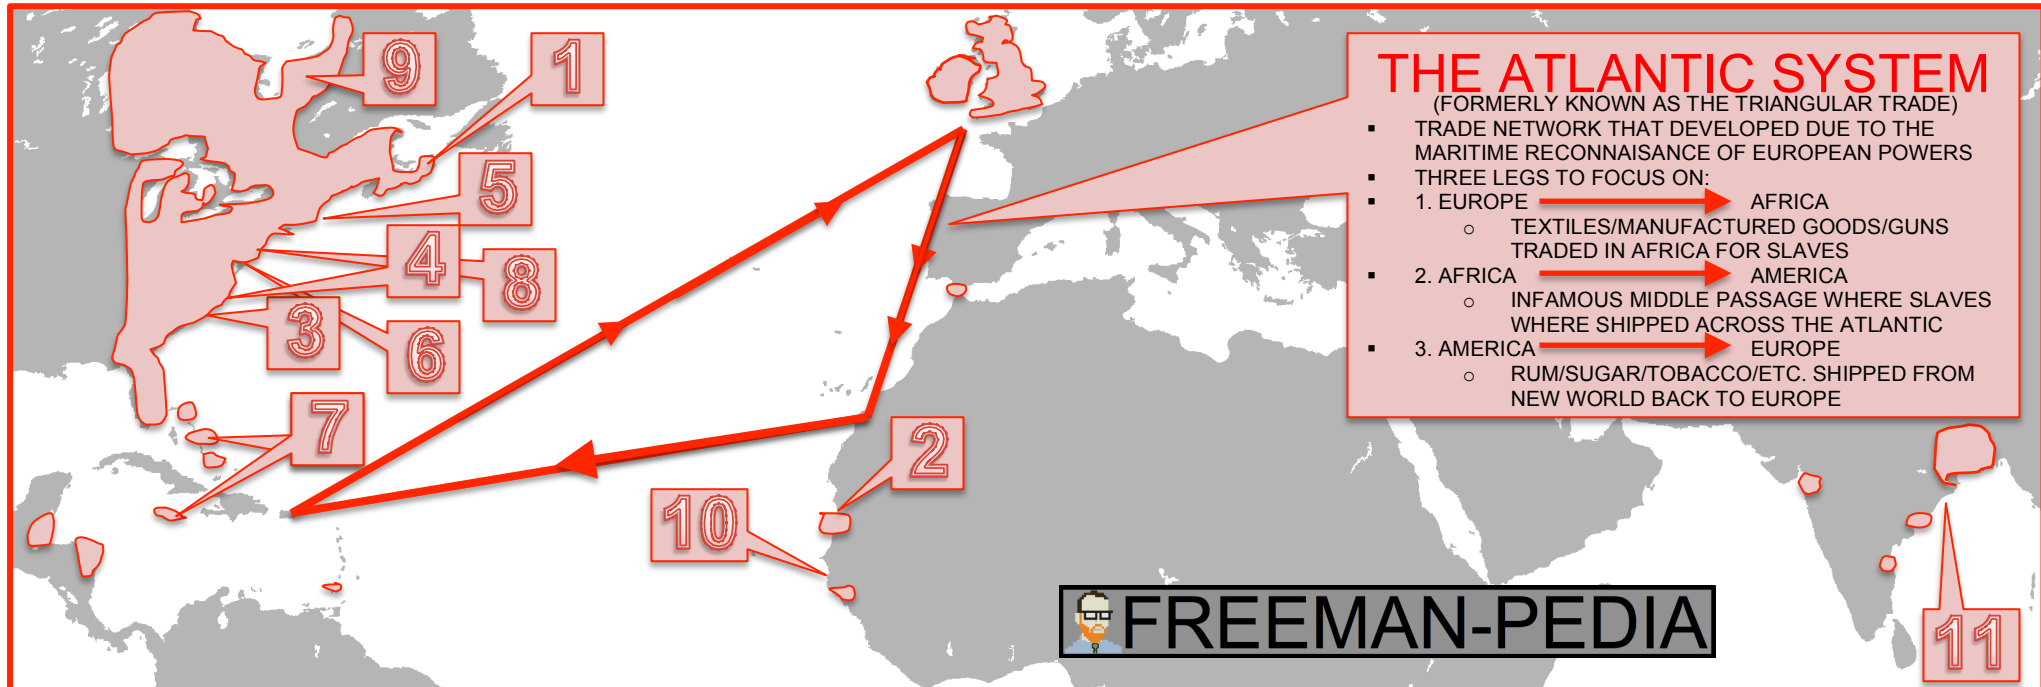 9
1
THE ATLANTIC SYSTEM
(FORMERLY KNOWN AS THE TRIANGULAR TRADE)
▪ TRADE NETWORK THAT DEVELOPED DUE TO THE
MARITIME RECONNAISANCE OF EUROPEAN POWERS
▪ THREE LEGS TO FOCUS ON:
▪ 1. EUROPE AFRICA
o TEXTILES/MANUFACTURED GOODS/GUNS
TRADED IN AFRICA FOR SLAVES
▪ 2. AFRICA AMERICA
o INFAMOUS MIDDLE PASSAGE WHERE SLAVES
WHERE SHIPPED ACROSS THE ATLANTIC
▪ 3. AMERICA EUROPE
o RUM/SUGAR/TOBACCO/ETC. SHIPPED FROM
NEW WORLD BACK TO EUROPE
5
4
8
3
6
7
2
10
FREEMAN-PEDIA
11